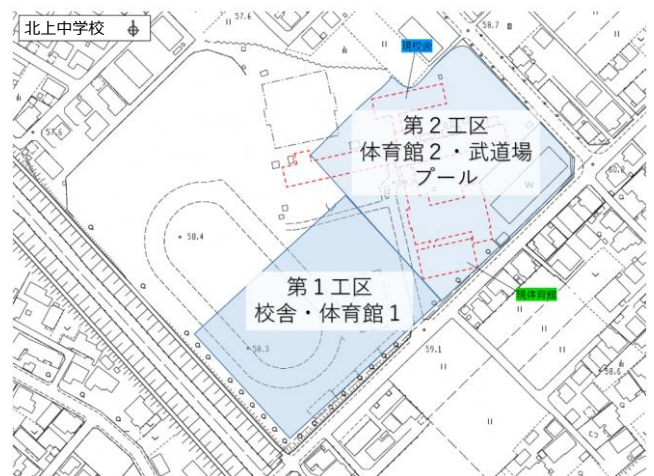 北上中学校
57.6
58.7
現校舎
57.6
第2工区
体育館2・武道場
プール
W
60.2
58.4
第1工区
校舎・体育館1
現体育館
58.3
59.1
58.6